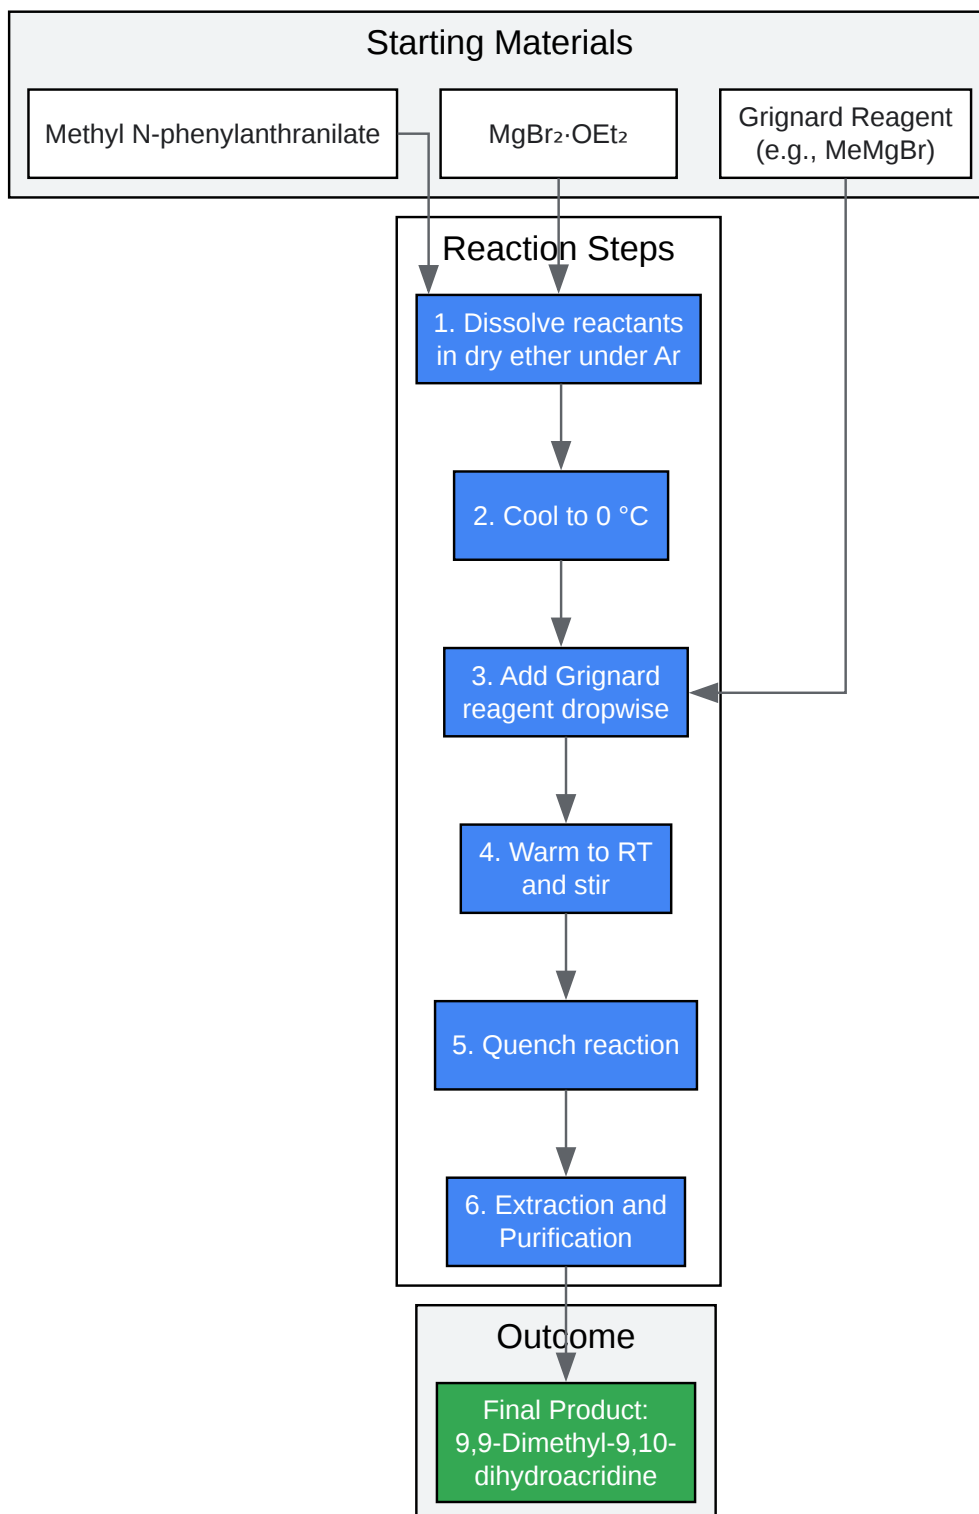 Starting Materials
Methyl N-phenylanthranilate
MgBr₂·OEt₂
Grignard Reagent
(e.g., MeMgBr)
Reaction Steps
1. Dissolve reactants
in dry ether under Ar
2. Cool to 0 °C
3. Add Grignard
reagent dropwise
4. Warm to RT
and stir
5. Quench reaction
6. Extraction and
Purification
Outcome
Final Product:
9,9-Dimethyl-9,10-
dihydroacridine